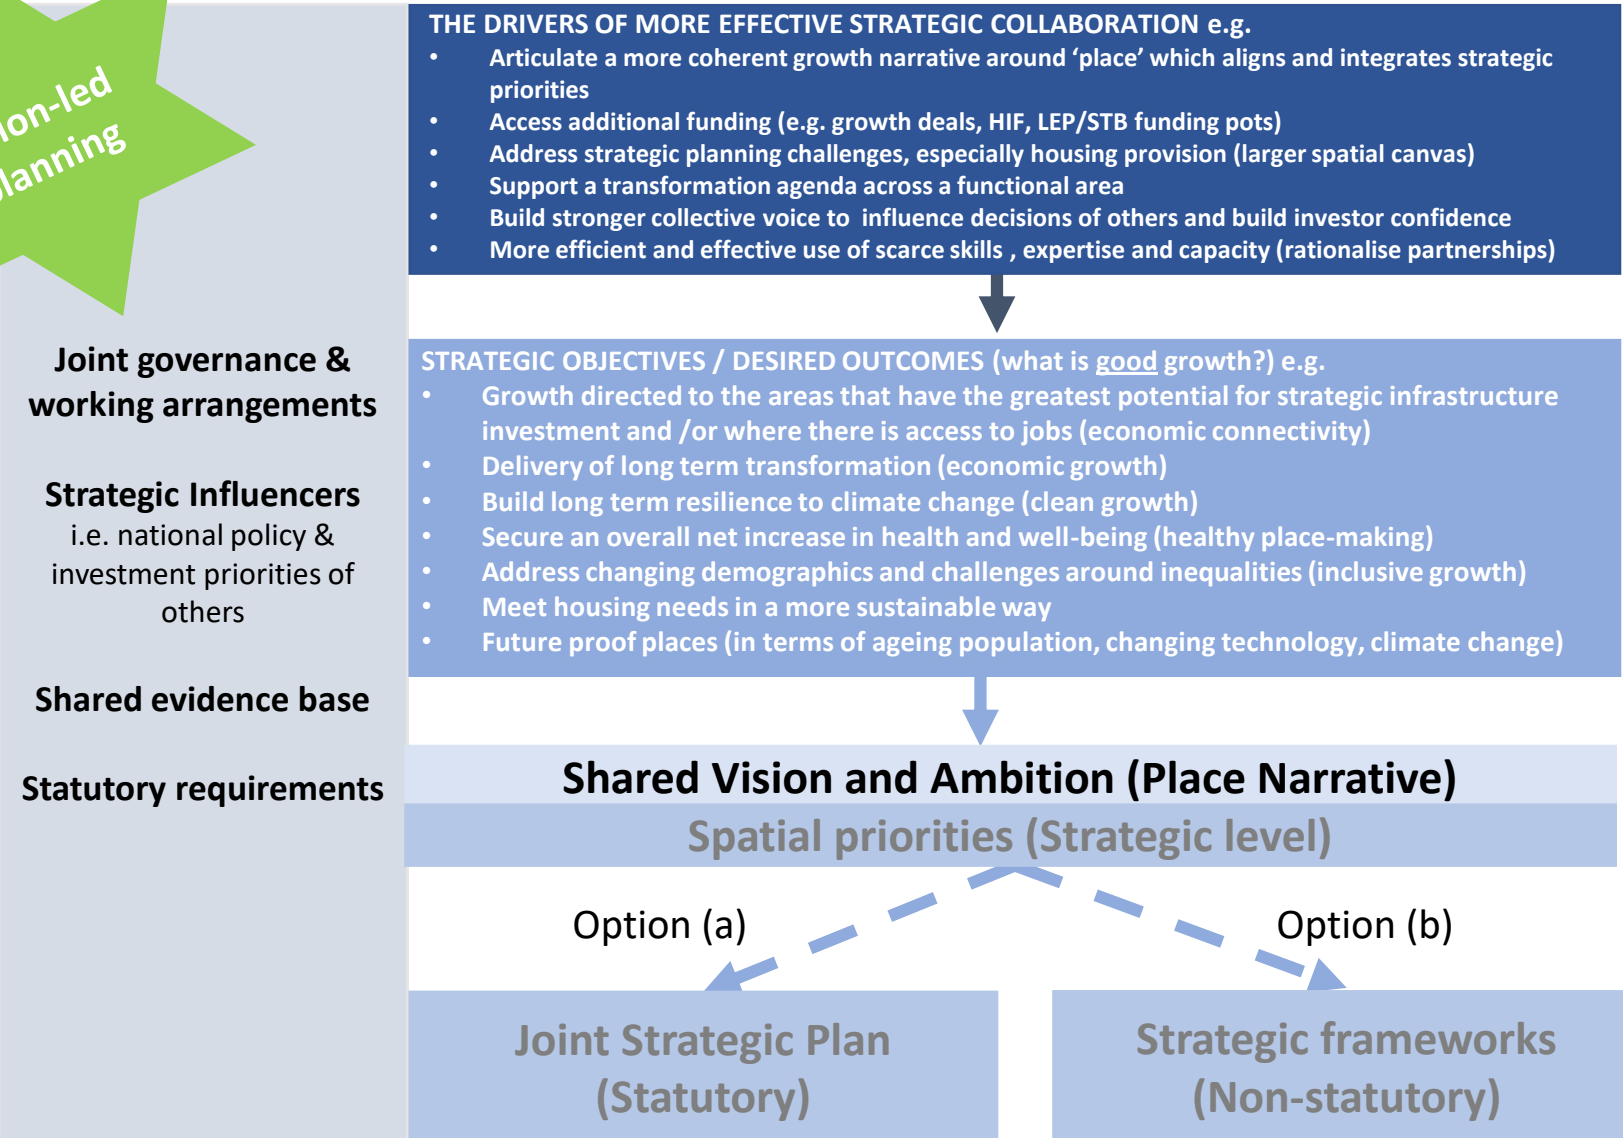 ion-led
planning
THE DRIVERS OF MORE EFFECTIVE STRATEGIC COLLABORATION e.g.
• Articulate a more coherent growth narrative around ‘place’ which aligns and integrates strategic
priorities
• Access additional funding (e.g. growth deals, HIF, LEP/STB funding pots)
• Address strategic planning challenges, especially housing provision (larger spatial canvas)
• Support a transformation agenda across a functional area
• Build stronger collective voice to influence decisions of others and build investor confidence
• More efficient and effective use of scarce skills , expertise and capacity (rationalise partnerships)
Joint governance &
working arrangements
Strategic Influencers
i.e. national policy &
investment priorities of
others
Shared evidence base
Statutory requirements
STRATEGIC OBJECTIVES / DESIRED OUTCOMES (what is good growth?) e.g.
• Growth directed to the areas that have the greatest potential for strategic infrastructure
investment and /or where there is access to jobs (economic connectivity)
• Delivery of long term transformation (economic growth)
• Build long term resilience to climate change (clean growth)
• Secure an overall net increase in health and well-being (healthy place-making)
• Address changing demographics and challenges around inequalities (inclusive growth)
• Meet housing needs in a more sustainable way
• Future proof places (in terms of ageing population, changing technology, climate change)
Shared Vision and Ambition (Place Narrative)
Spatial priorities (Strategic level)
Option (a)
Option (b)
Joint Strategic Plan
(Statutory)
Strategic frameworks
(Non-statutory)